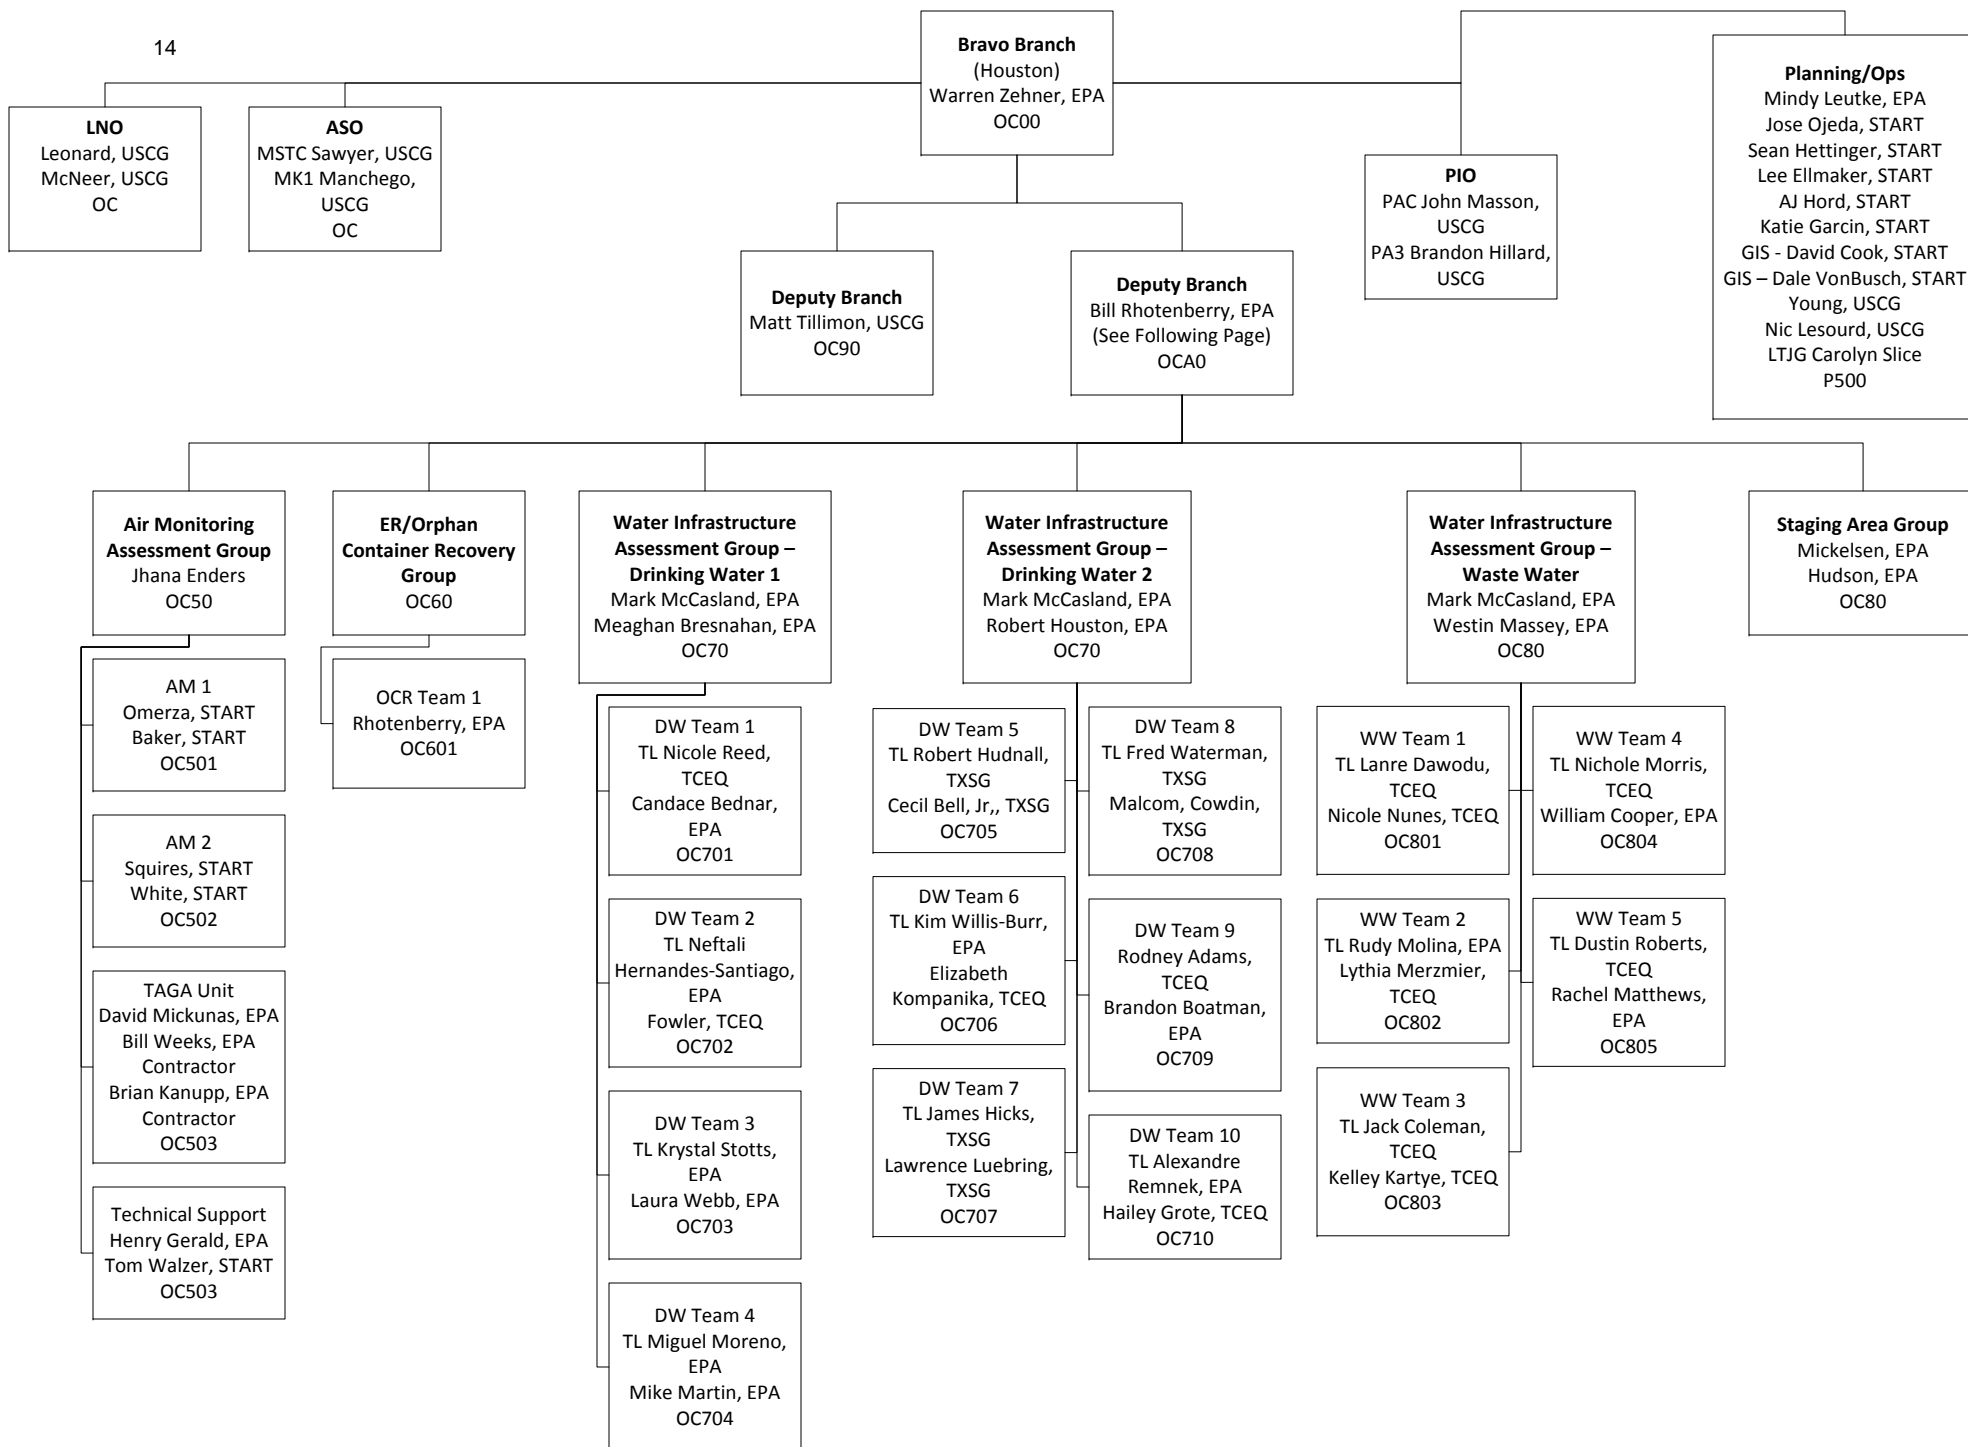 14
Bravo Branch
(Houston)
Warren Zehner, EPA
OC00
Planning/Ops
Mindy Leutke, EPA
Jose Ojeda, START
Sean Hettinger, START
Lee Ellmaker, START
AJ Hord, START
Katie Garcin, START
GIS - David Cook, START
GIS – Dale VonBusch, START
Young, USCG
Nic Lesourd, USCG
LTJG Carolyn Slice
P500
LNO
Leonard, USCG
McNeer, USCG
OC
ASO
MSTC Sawyer, USCG
MK1 Manchego,
USCG
OC
PIO
PAC John Masson,
USCG
PA3 Brandon Hillard,
USCG
Deputy Branch
Matt Tillimon, USCG
OC90
Deputy Branch
Bill Rhotenberry, EPA
(See Following Page)
OCA0
Air Monitoring
Assessment Group
Jhana Enders
OC50
ER/Orphan
Container Recovery
Group
OC60
Water Infrastructure
Assessment Group –
Drinking Water 1
Mark McCasland, EPA
Meaghan Bresnahan, EPA
OC70
Water Infrastructure
Assessment Group –
Drinking Water 2
Mark McCasland, EPA
Robert Houston, EPA
OC70
Water Infrastructure
Assessment Group –
Waste Water
Mark McCasland, EPA
Westin Massey, EPA
OC80
Staging Area Group
Mickelsen, EPA
Hudson, EPA
OC80
AM 1
Omerza, START
Baker, START
OC501
AM 2
Squires, START
White, START
OC502
TAGA Unit
David Mickunas, EPA
Bill Weeks, EPA
Contractor
Brian Kanupp, EPA
Contractor
OC503
Technical Support
Henry Gerald, EPA
Tom Walzer, START
OC503
OCR Team 1
Rhotenberry, EPA
OC601
DW Team 1
TL Nicole Reed,
TCEQ
Candace Bednar,
EPA
OC701
DW Team 2
TL Neftali
Hernandes-Santiago,
EPA
Fowler, TCEQ
OC702
DW Team 3
TL Krystal Stotts,
EPA
Laura Webb, EPA
OC703
DW Team 4
TL Miguel Moreno,
EPA
Mike Martin, EPA
OC704
DW Team 5
TL Robert Hudnall,
TXSG
Cecil Bell, Jr,, TXSG
OC705
DW Team 6
TL Kim Willis-Burr,
EPA
Elizabeth
Kompanika, TCEQ
OC706
DW Team 7
TL James Hicks,
TXSG
Lawrence Luebring,
TXSG
OC707
DW Team 8
TL Fred Waterman,
TXSG
Malcom, Cowdin,
TXSG
OC708
DW Team 9
Rodney Adams,
TCEQ
Brandon Boatman,
EPA
OC709
DW Team 10
TL Alexandre
Remnek, EPA
Hailey Grote, TCEQ
OC710
WW Team 1
TL Lanre Dawodu,
TCEQ
Nicole Nunes, TCEQ
OC801
WW Team 2
TL Rudy Molina, EPA
Lythia Merzmier,
TCEQ
OC802
WW Team 3
TL Jack Coleman,
TCEQ
Kelley Kartye, TCEQ
OC803
WW Team 4
TL Nichole Morris,
TCEQ
William Cooper, EPA
OC804
WW Team 5
TL Dustin Roberts,
TCEQ
Rachel Matthews,
EPA
OC805